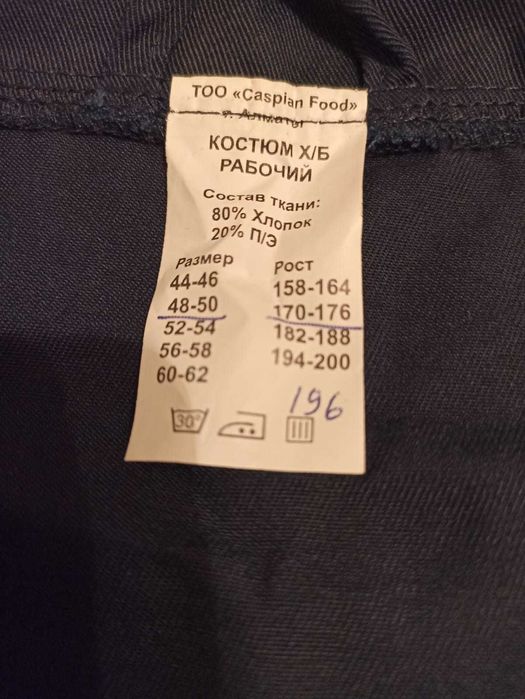 ТОО «Caspian Food»
г. Алматы
КОСТЮМ Х/Б
РАБОЧИЙ
Состав ткани:
80% Хлопок
20% П/Э
Размер Рост
44-46 158-164
48-50 170-176
52-54 182-188
56-58 194-200
60-62
196
30°